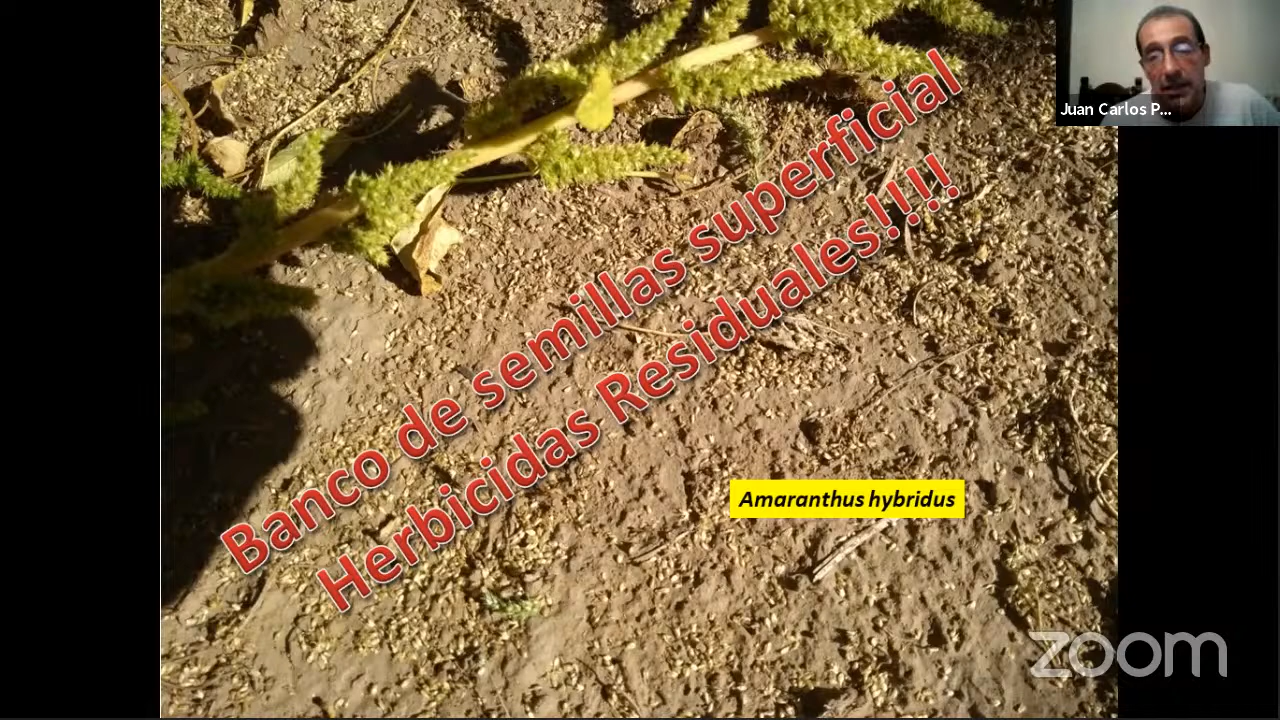 Juan Carlos P...
Banco de semillas superficial
Herbicidas Residuales!!!!
Amaranthus hybridus
zoom